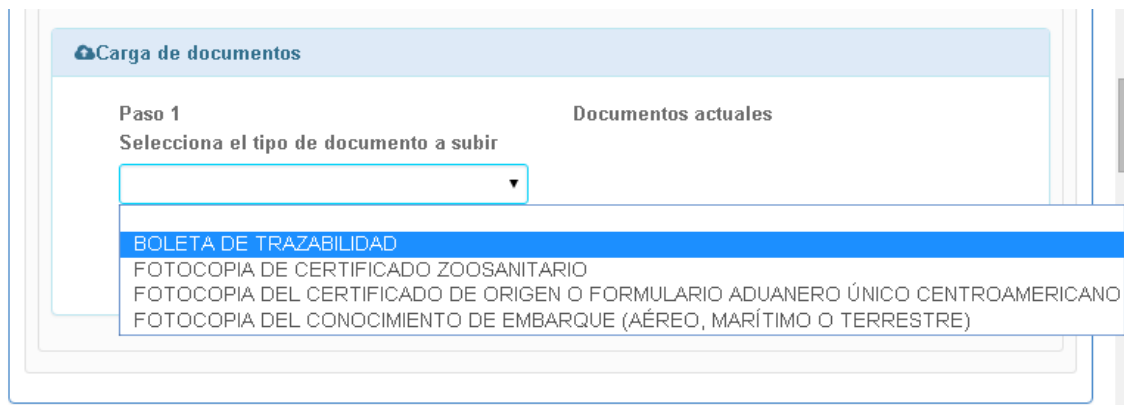 Carga de documentos
Paso 1
Documentos actuales
Selecciona el tipo de documento a subir
BOLETA DE TRAZABILIDAD
FOTOCOPIA DE CERTIFICADO ZOOSANITARIO
FOTOCOPIA DEL CERTIFICADO DE ORIGEN O FORMULARIO ADUANERO ÚNICO CENTROAMERICANO
FOTOCOPIA DEL CONOCIMIENTO DE EMBARQUE (AÉREO, MARÍTIMO O TERRESTRE)